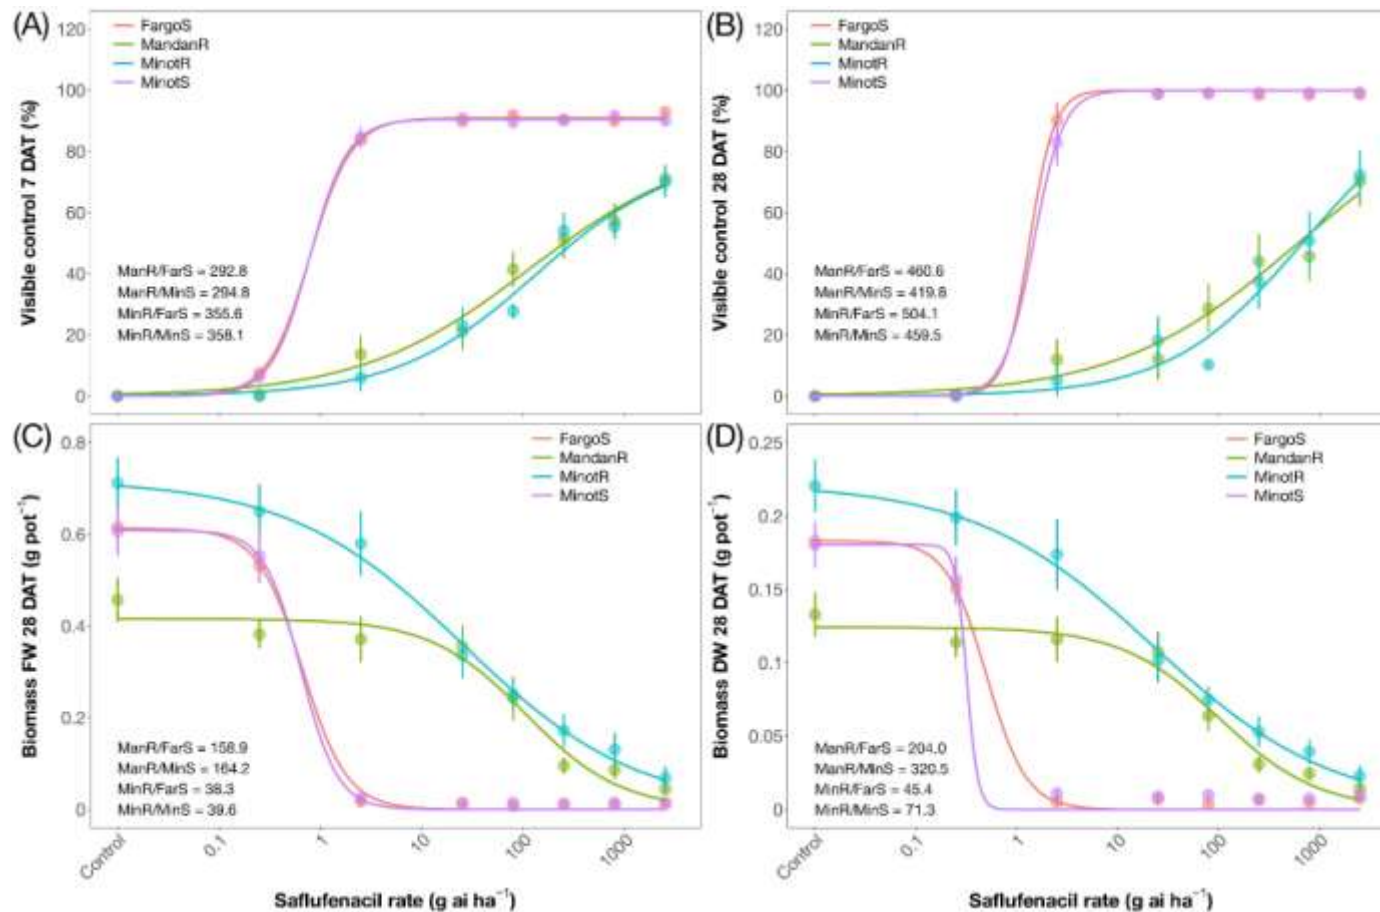 (A)
120
100
80
60
40
20
0
Visible control 7 DAT (%)
FargoS
MandanR
MinotR
MinotS
ManR/FarS = 292.8
ManR/MinS = 294.8
MinR/FarS = 355.6
MinR/MinS = 358.1
(B)
120
100
80
60
40
20
0
Visible control 28 DAT (%)
FargoS
MandanR
MinotR
MinotS
ManR/FarS = 460.6
ManR/MinS = 419.8
MinR/FarS = 504.1
MinR/MinS = 459.5
(C)
0.8
0.6
0.4
0.2
0
Biomass FW 28 DAT (g pot⁻¹)
FargoS
MandanR
MinotR
MinotS
ManR/FarS = 158.9
ManR/MinS = 164.2
MinR/FarS = 38.3
MinR/MinS = 39.6
Control
0.1
1
10
100
1000
Saflufenacil rate (g ai ha⁻¹)
(D)
0.25
0.2
0.15
0.1
0.05
0
Biomass DW 28 DAT (g pot⁻¹)
FargoS
MandanR
MinotR
MinotS
ManR/FarS = 204.0
ManR/MinS = 320.5
MinR/FarS = 45.4
MinR/MinS = 71.3
Control
0.1
1
10
100
1000
Saflufenacil rate (g ai ha⁻¹)